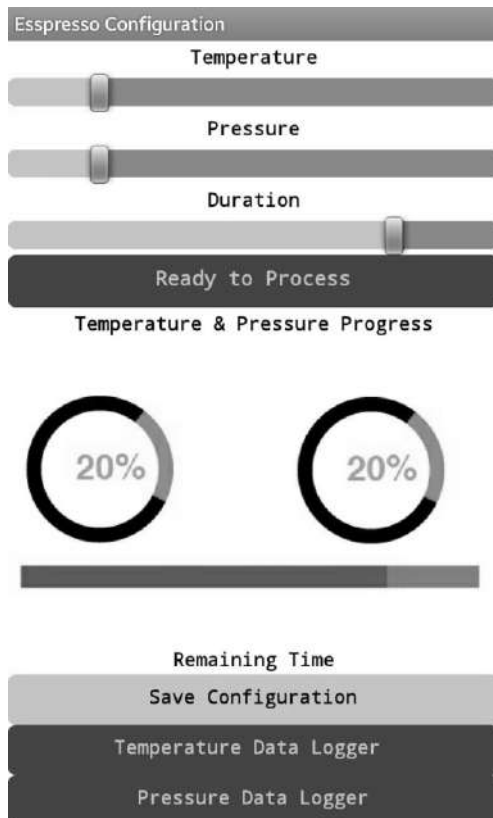 Esspresso Configuration
Temperature
Pressure
Duration
Ready to Process
Temperature & Pressure Progress
20% 20%
Remaining Time
Save Configuration
Temperature Data Logger
Pressure Data Logger